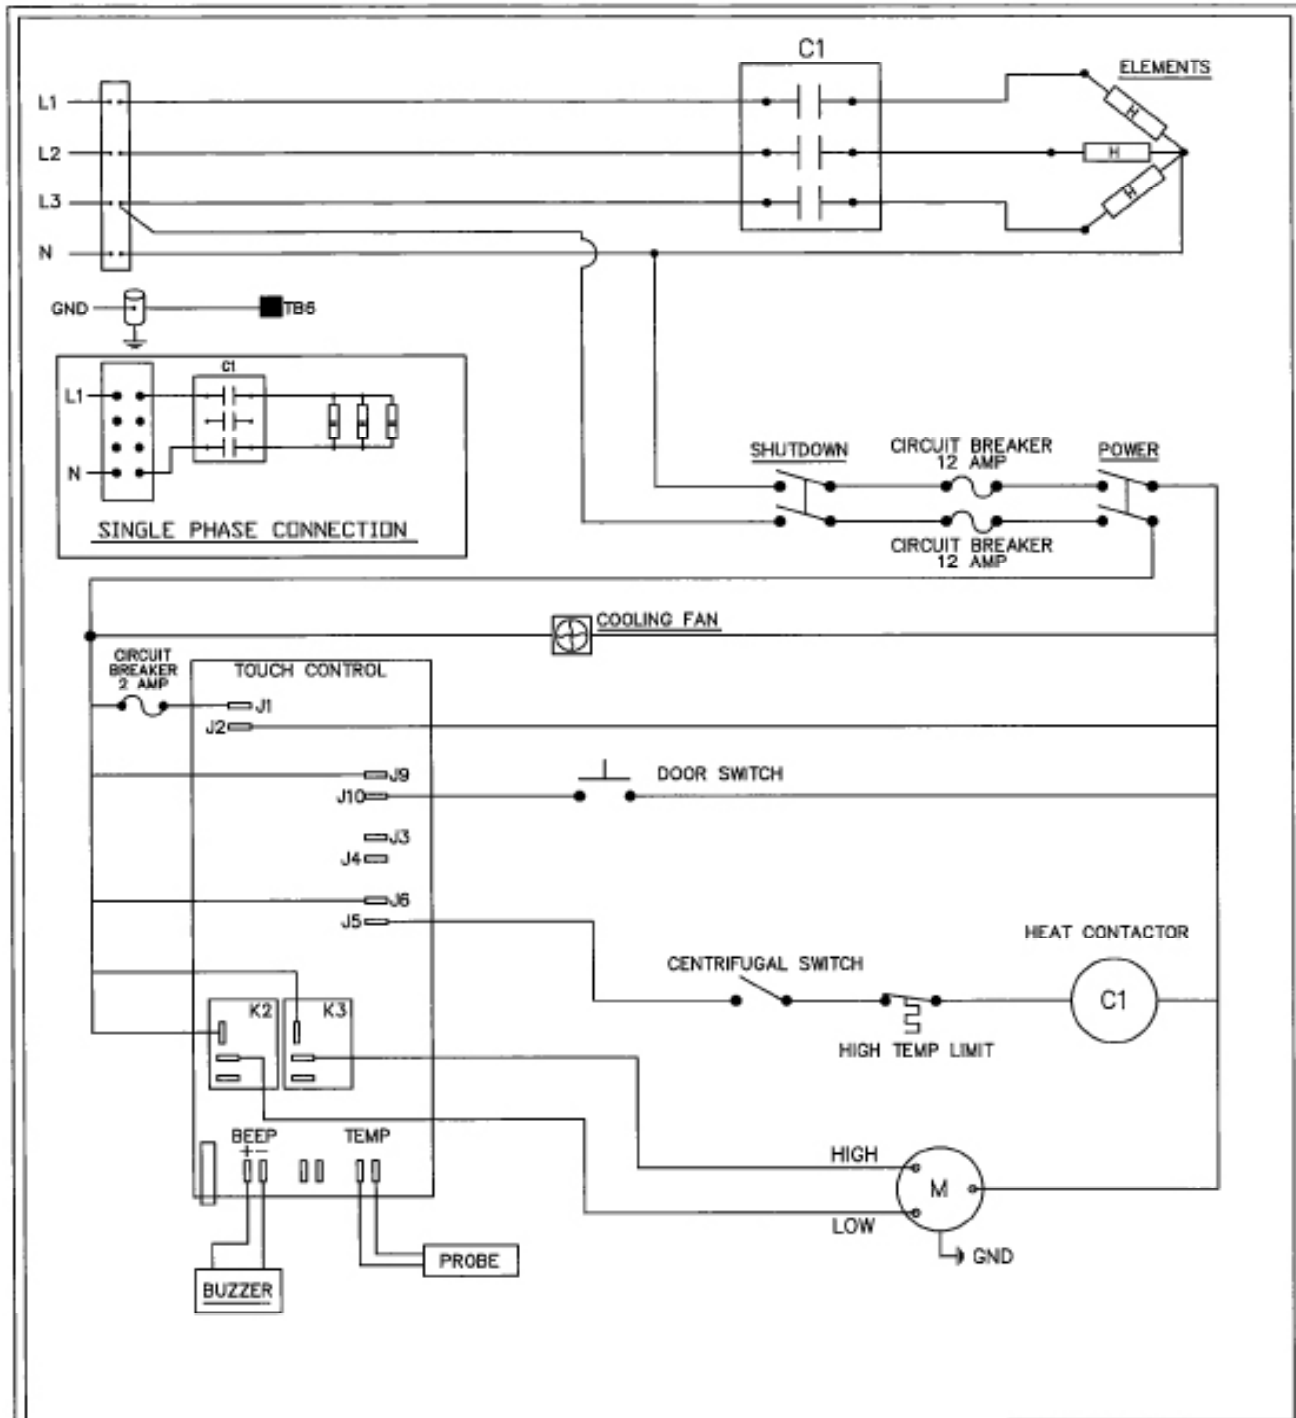 C1
ELEMENTS
L1
H
L2
H
L3
H
N
GND
TB6
C1
L1
H H H
N
SINGLE PHASE CONNECTION
SHUTDOWN
CIRCUIT BREAKER
12 AMP
POWER
CIRCUIT BREAKER
12 AMP
COOLING FAN
CIRCUIT
BREAKER
2 AMP
TOUCH CONTROL
J1
J2
J9
DOOR SWITCH
J10
J3
J4
J6
J5
HEAT CONTACTOR
CENTRIFUGAL SWITCH
C1
K2
K3
HIGH TEMP LIMIT
BEEP
+ −
TEMP
HIGH
M
LOW
GND
PROBE
BUZZER